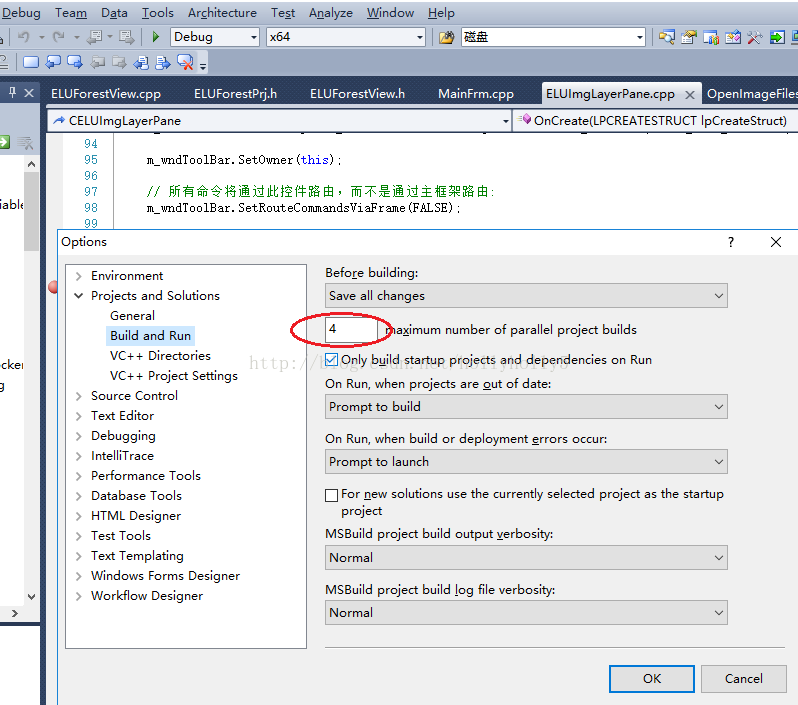 Debug Team Data Tools Architecture Test Analyze Window Help
Debug x64 磁盘
ELUForestView.cpp ELUForestPrj.h ELUForestView.h MainFrm.cpp ELUImgLayerPane.cpp OpenImageFiles
CELUImgLayerPane OnCreate(LPCREATESTRUCT lpCreateStruct)
94
95 m_wndToolBar.SetOwner(this);
96
97 // 所有命令将通过此控件路由，而不是通过主框架路由:
98 m_wndToolBar.SetRouteCommandsViaFrame(FALSE);
99
Options
Environment
Projects and Solutions
General
Build and Run
VC++ Directories
VC++ Project Settings
Source Control
Text Editor
Debugging
IntelliTrace
Performance Tools
Database Tools
HTML Designer
Test Tools
Text Templating
Windows Forms Designer
Workflow Designer
Before building:
Save all changes
4 maximum number of parallel project builds
Only build startup projects and dependencies on Run
On Run, when projects are out of date:
Prompt to build
On Run, when build or deployment errors occur:
Prompt to launch
For new solutions use the currently selected project as the startup
project
MSBuild project build output verbosity:
Normal
MSBuild project build log file verbosity:
Normal
OK Cancel